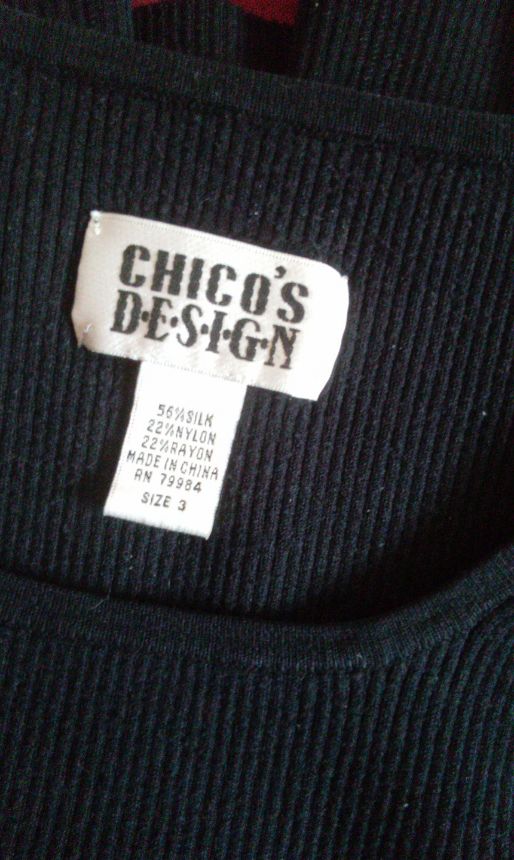 CHICO'S
D·E·S·I·G·N
56%SILK
22%NYLON
22%RAYON
MADE IN CHINA
RN 79984
SIZE 3